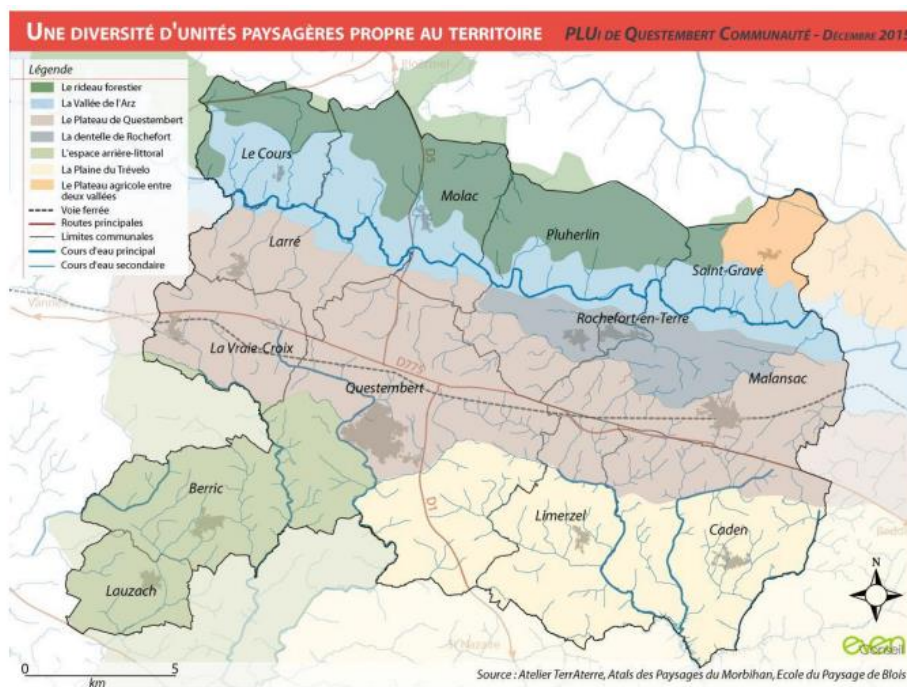 UNE DIVERSITÉ D'UNITÉS PAYSAGÈRES PROPRE AU TERRITOIRE PLUi DE QUESTEMBERT COMMUNAUTÉ - DÉCEMBRE 2015
Légende
Le rideau forestier
La Vallée de l'Arz
Le Plateau de Questembert
La dentelle de Rochefort
L'espace arrière-littoral
La Plaine du Trévelo
Le Plateau agricole entre
deux vallées
Voie ferrée
Routes principales
Limites communales
Cours d'eau principal
Cours d'eau secondaire
Ploërmel
Le Cours
D5
Molac
Pluherlin
Larré
Saint-Gravé
Vannes
Rochefort-en-Terre
La Vraie-Croix
D775
Malansac
Questembert
Berric
D1
Limerzel
Caden
Lauzach
N
0 5
km
even
Conseil
Source : Atelier TerrAterre, Atals des Paysages du Morbihan, Ecole du Paysage de Blois